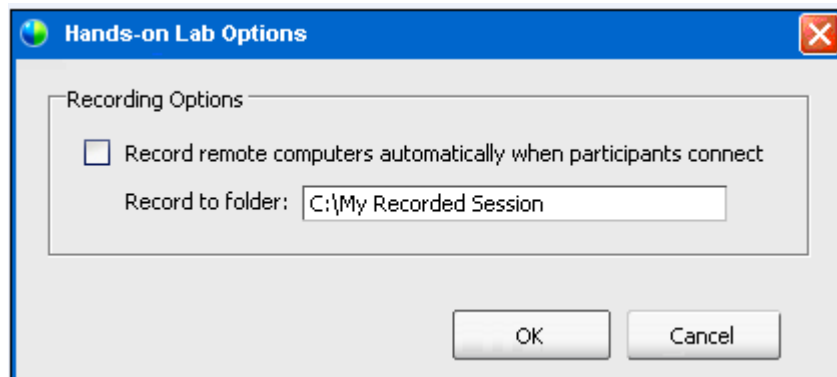 Hands-on Lab Options
Recording Options
Record remote computers automatically when participants connect
Record to folder: C:\My Recorded Session
OK Cancel